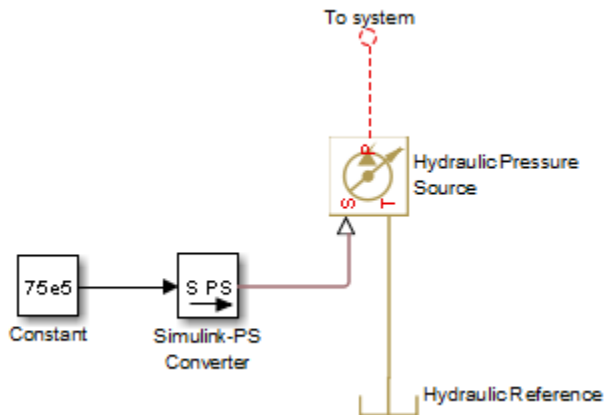 To system
P
Hydraulic Pressure
Source
S
T
75e5
S PS
Constant
Simulink-PS
Converter
Hydraulic Reference